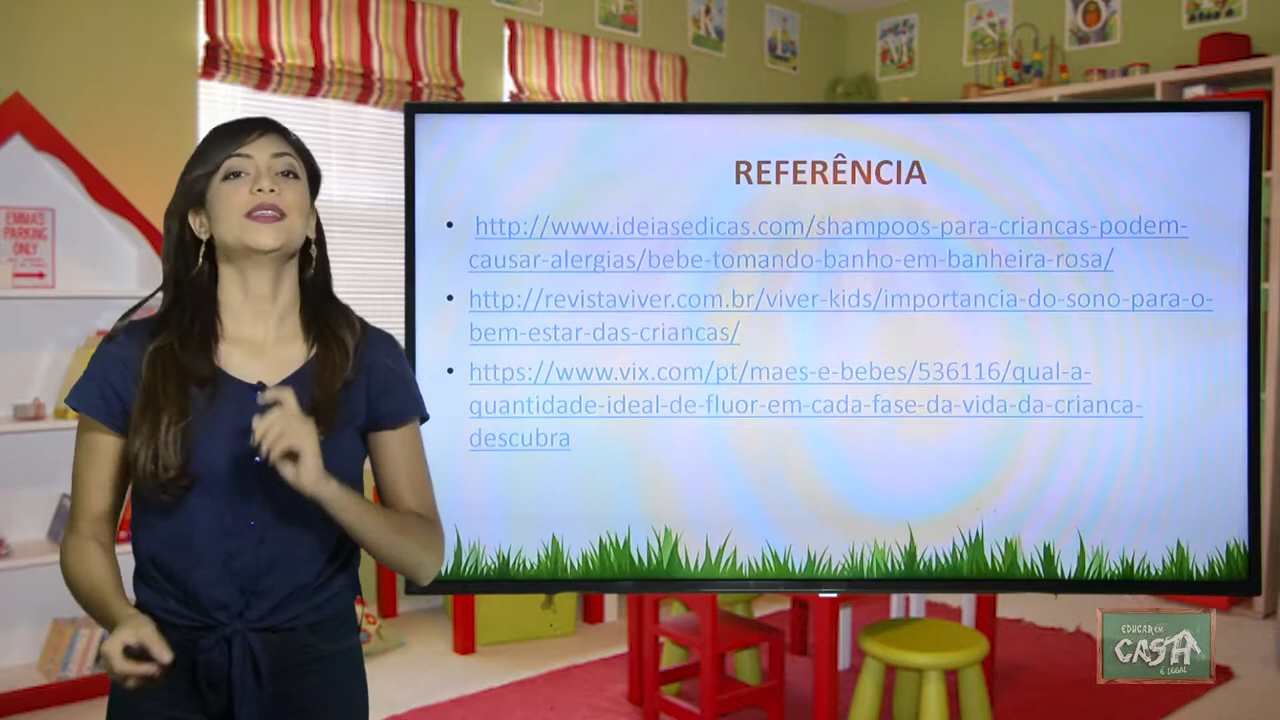 REFERÊNCIA
• http://www.ideiasedicas.com/shampoos-para-criancas-podem-
causar-alergias/bebe-tomando-banho-em-banheira-rosa/
• http://revistaviver.com.br/viver-kids/importancia-do-sono-para-o-
bem-estar-das-criancas/
• https://www.vix.com/pt/maes-e-bebes/536116/qual-a-
quantidade-ideal-de-fluor-em-cada-fase-da-vida-da-crianca-
descubra
EMMA'S
PARKING
ONLY
EDUCAR EM
CASA
É LEGAL